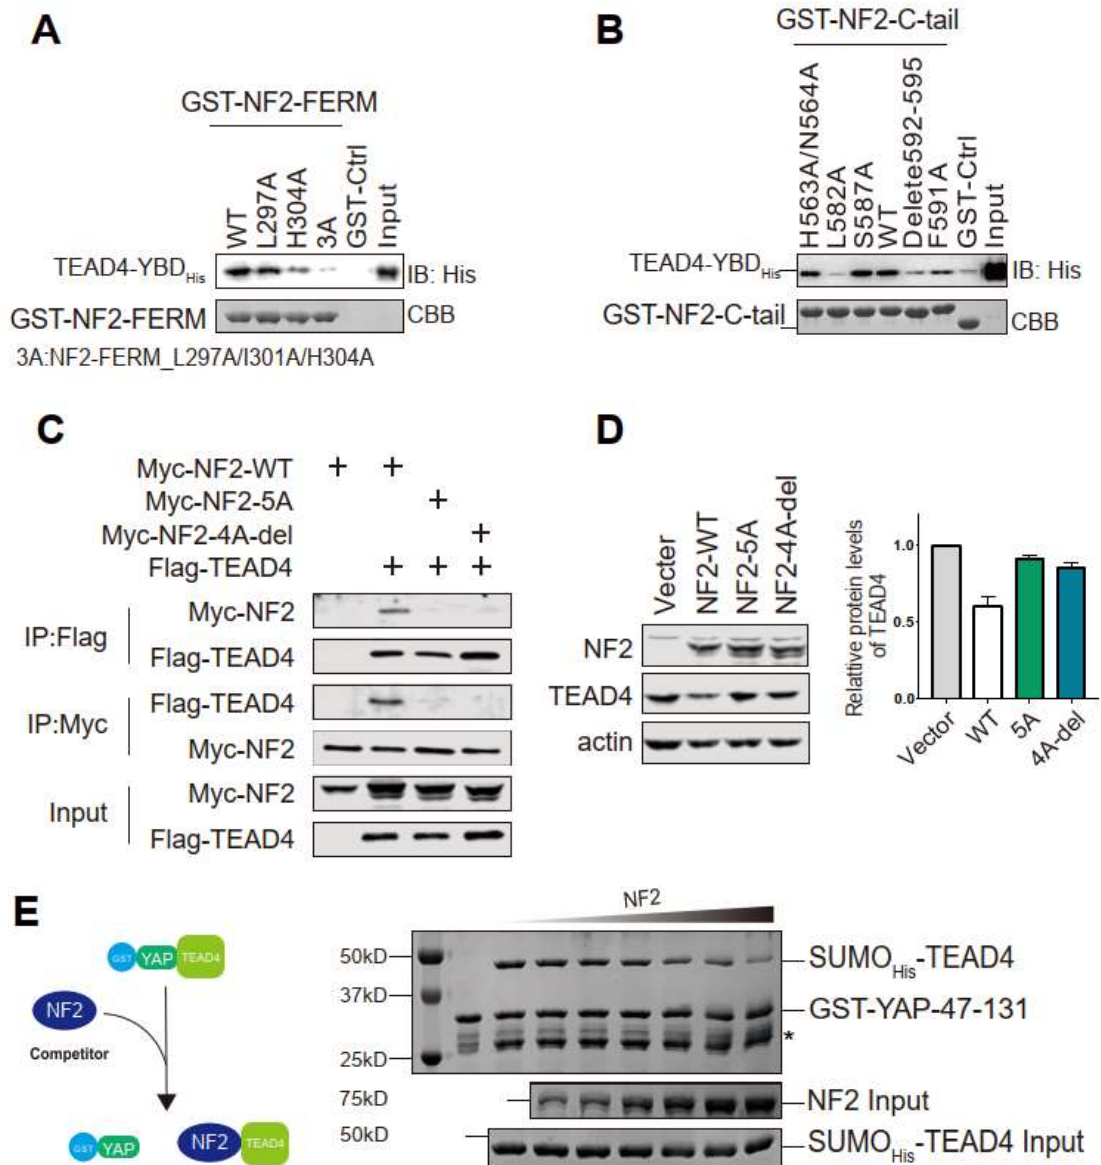 A
GST-NF2-FERM
WT
L297A
H304A
3A
GST-Ctrl
Input
TEAD4-YBDHis
IB: His
GST-NF2-FERM
CBB
3A:NF2-FERM_L297A/I301A/H304A
B
GST-NF2-C-tail
H563A/N564A
L582A
S587A
WT
Delete592-595
F591A
GST-Ctrl
Input
TEAD4-YBDHis
IB: His
GST-NF2-C-tail
CBB
C
Myc-NF2-WT + +
Myc-NF2-5A +
Myc-NF2-4A-del +
Flag-TEAD4 + + +
IP:Flag
Myc-NF2
Flag-TEAD4
IP:Myc
Flag-TEAD4
Myc-NF2
Input
Myc-NF2
Flag-TEAD4
D
Vecter
NF2-WT
NF2-5A
NF2-4A-del
NF2
TEAD4
actin
Relative protein levels
of TEAD4
1.0
0.5
0.0
Vector
WT
5A
4A-del
E
GST YAP TEAD4
NF2
Competitor
GST YAP
NF2 TEAD4
NF2
50kD
37kD
25kD
SUMOHis-TEAD4
GST-YAP-47-131
*
75kD
NF2 Input
50kD
SUMOHis-TEAD4 Input